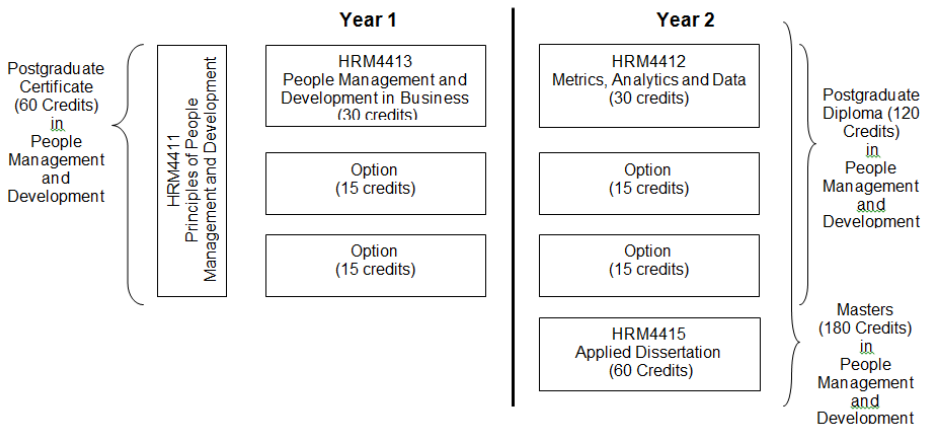 Year 1
Year 2
Postgraduate
Certificate
(60 Credits)
in
People
Management
and
Development
HRM4411
Principles of People
Management and Development
HRM4413
People Management and
Development in Business
(30 credits)
Option
(15 credits)
Option
(15 credits)
HRM4412
Metrics, Analytics and Data
(30 credits)
Option
(15 credits)
Option
(15 credits)
HRM4415
Applied Dissertation
(60 Credits)
Postgraduate
Diploma (120
Credits)
in
People
Management
and
Development
Masters
(180 Credits)
in
People
Management
and
Development